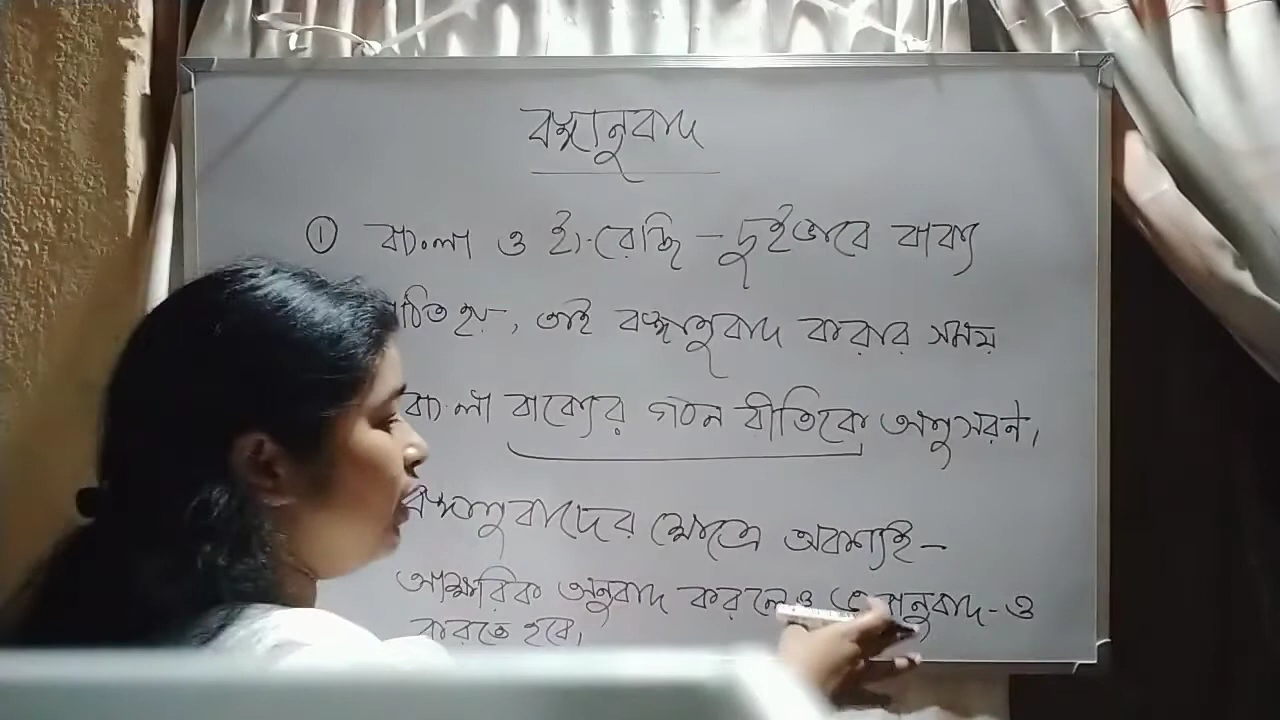 বঙ্গানুবাদ
① বাংলা ও ইংরেজি - দুইভাবে বাক্য
হয়, তাই বঙ্গানুবাদ করার সময়
বাংলা বাক্যের গঠন রীতিকে অনুসরণ।
বঙ্গানুবাদের ক্ষেত্রে অবশ্যই -
আক্ষরিক অনুবাদ করলেও -ও
করতে হবে।